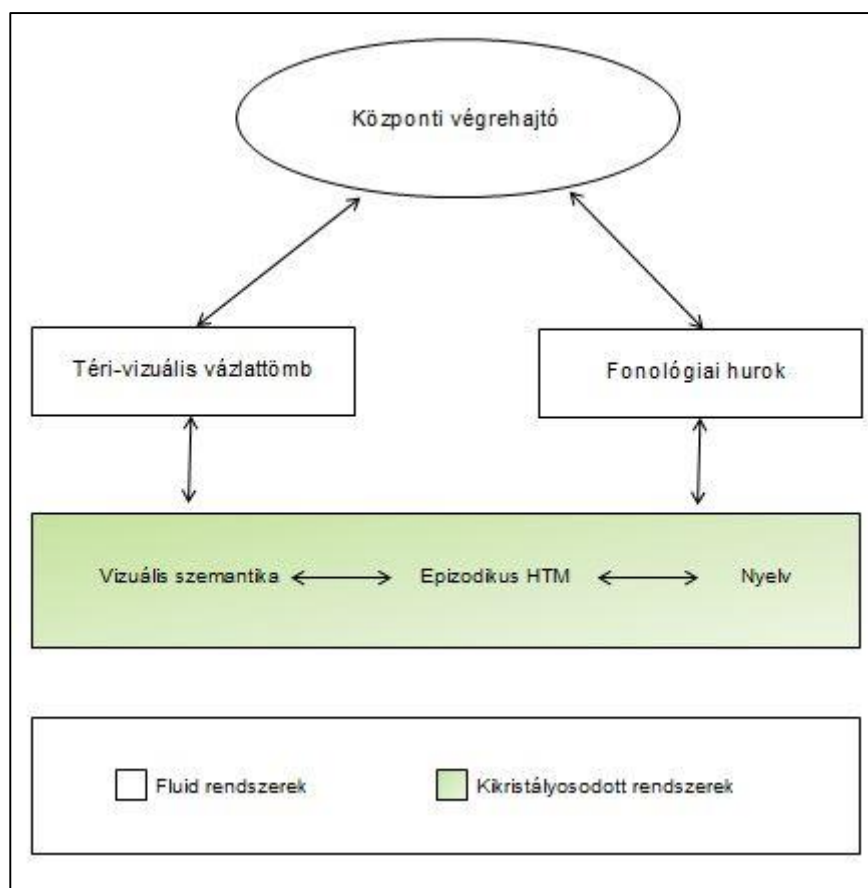 Központi végrehajtó
Téri-vizuális vázlattömb
Fonológiai hurok
Vizuális szemantika
Epizodikus HTM
Nyelv
Fluid rendszerek
Kikristályosodott rendszerek